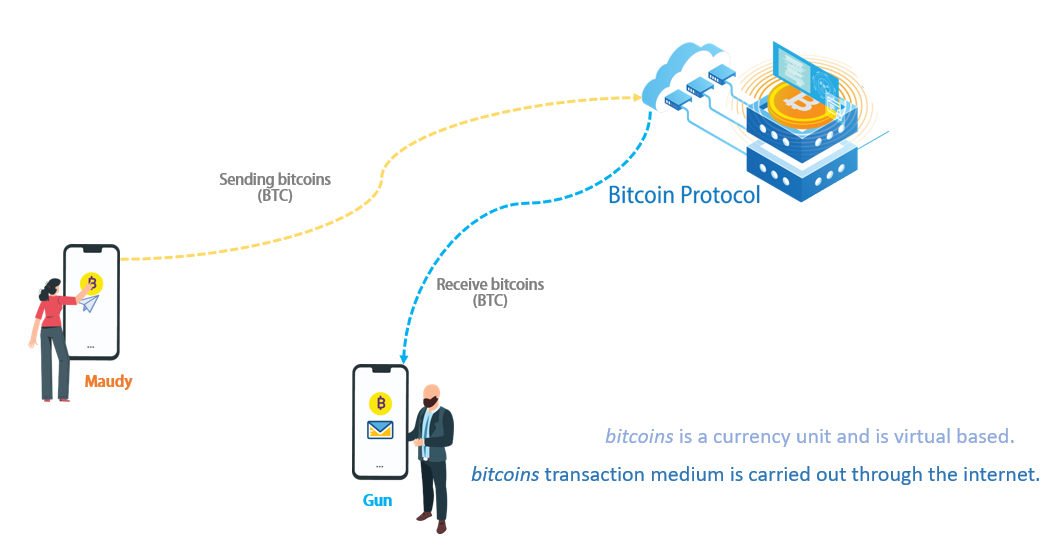 Sending bitcoins
(BTC)
Bitcoin Protocol
Receive bitcoins
(BTC)
Maudy
Gun
bitcoins is a currency unit and is virtual based.
bitcoins transaction medium is carried out through the internet.